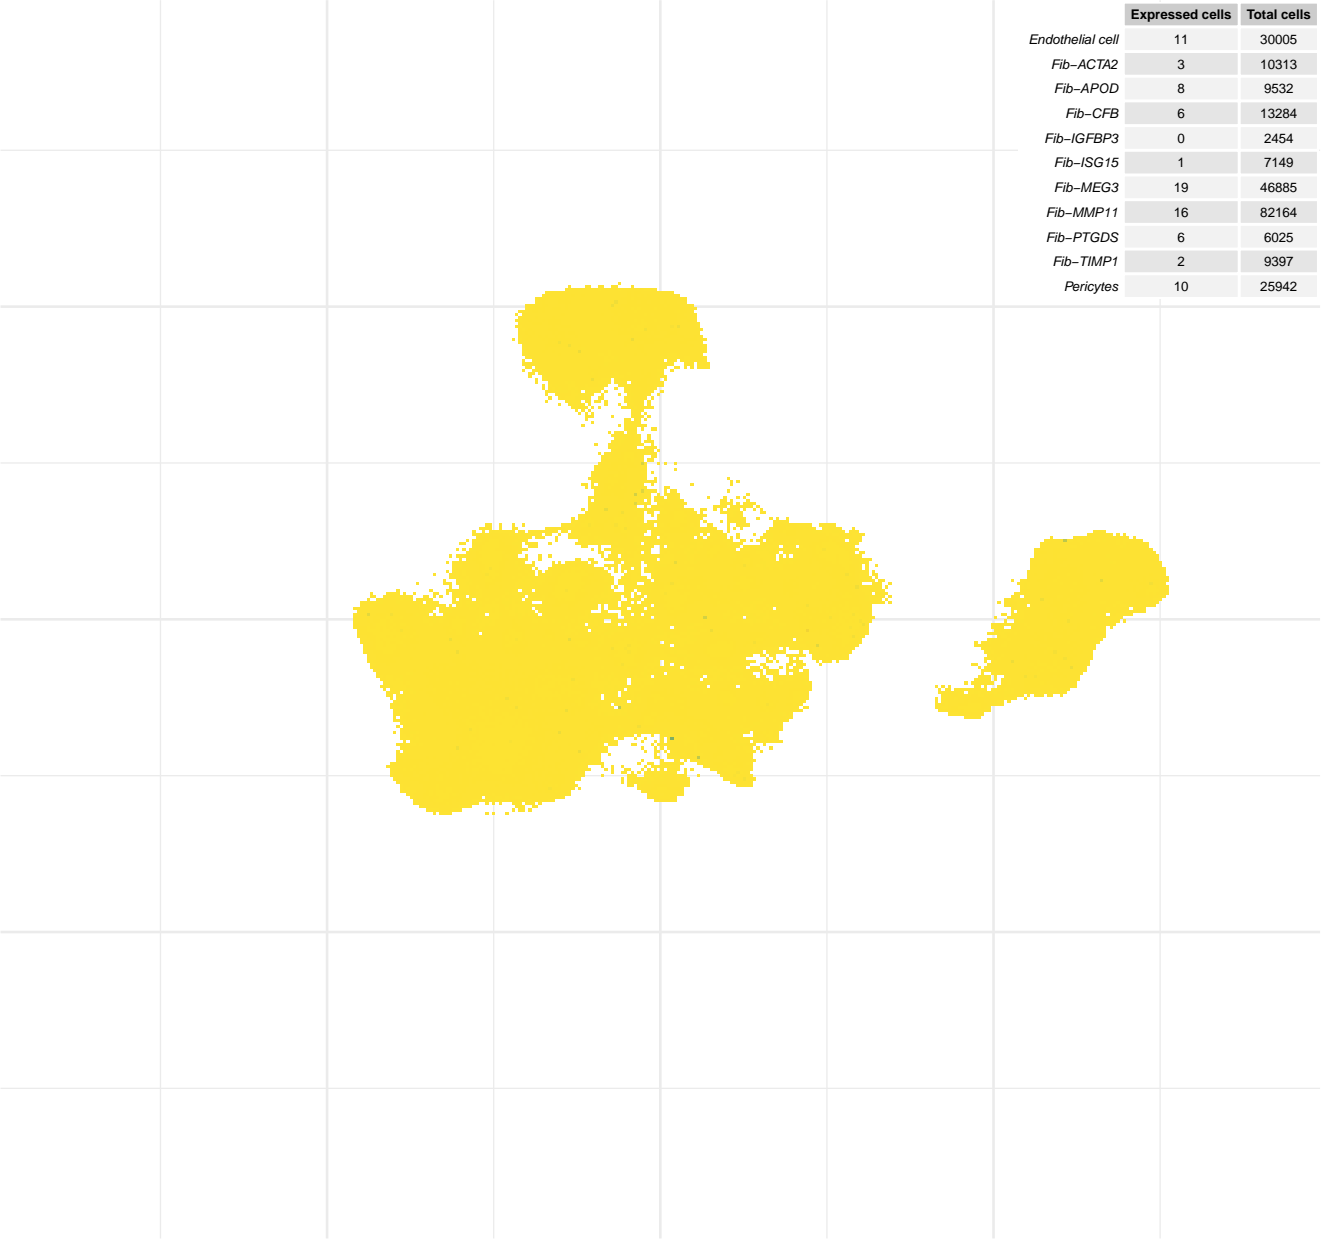 Expressed cells Total cells
Endothelial cell 11 30005
Fib−ACTA2 3 10313
Fib−APOD 8 9532
Fib−CFB 6 13284
Fib−IGFBP3 0 2454
Fib−ISG15 1 7149
Fib−MEG3 19 46885
Fib−MMP11 16 82164
Fib−PTGDS 6 6025
Fib−TIMP1 2 9397
Pericytes 10 25942